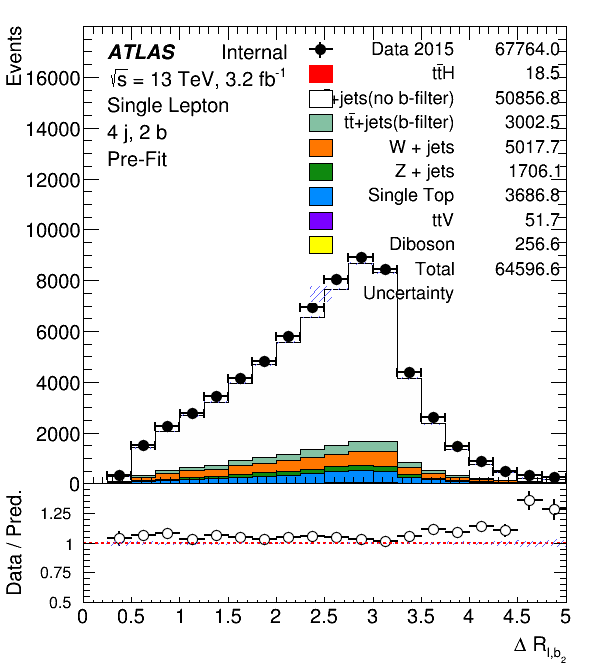 Events
ATLAS Internal
√s = 13 TeV, 3.2 fb⁻¹
Single Lepton
4 j, 2 b
Pre-Fit
Data 2015 67764.0
tt̄H 18.5
+jets(no b-filter) 50856.8
tt̄+jets(b-filter) 3002.5
W + jets 5017.7
Z + jets 1706.1
Single Top 3686.8
ttV 51.7
Diboson 256.6
Total 64596.6
Uncertainty
16000
14000
12000
10000
8000
6000
4000
2000
0
Data / Pred.
1.25
1
0.75
0.5
0 0.5 1 1.5 2 2.5 3 3.5 4 4.5 5
Δ R l,b2